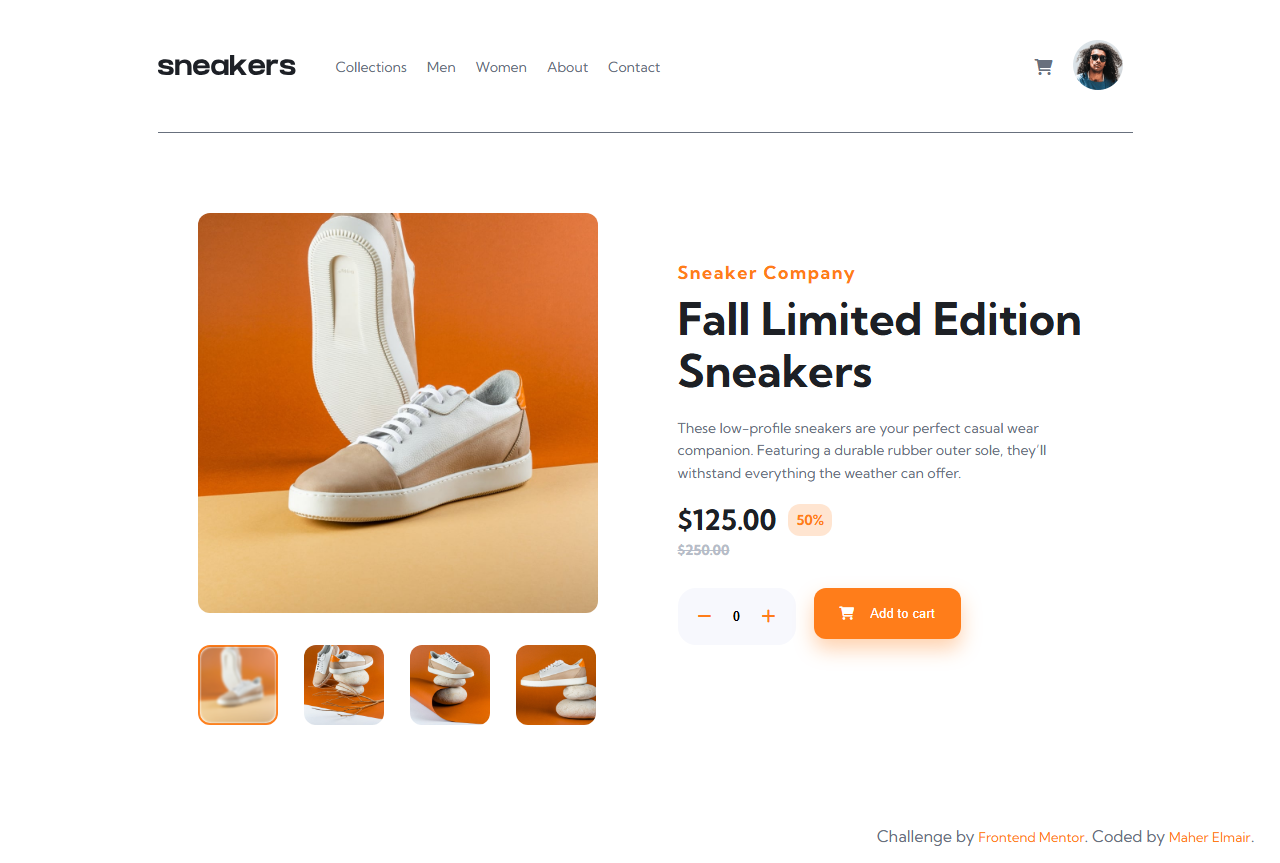 sneakers
Collections Men Women About Contact
Sneaker Company
Fall Limited Edition
Sneakers
These low-profile sneakers are your perfect casual wear
companion. Featuring a durable rubber outer sole, they'll
withstand everything the weather can offer.
$125.00 50%
$250.00
0 Add to cart
Challenge by Frontend Mentor. Coded by Maher Elmair.